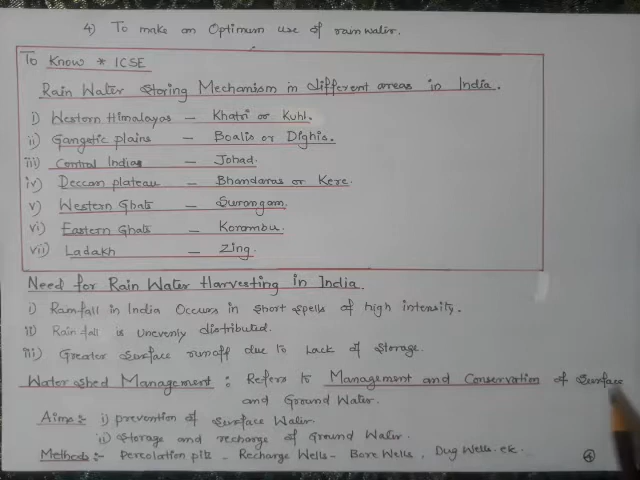 4) To make an Optimum use of rain water.
To Know * ICSE
Rain Water Storing Mechanism in different areas in India.
i) Western Himalayas – Khatri or Kuhl.
ii) Gangetic plains – Boalis or Dighis.
iii) Central India – Johad.
iv) Deccan plateau – Bhandaras or Kere.
v) Western Ghats – Surangam.
vi) Eastern Ghats – Korambu.
vii) Ladakh – Zing.
Need for Rain Water Harvesting in India.
i) Rainfall in India Occurs in Short Spells of high intensity.
ii) Rainfall is Unevenly distributed.
iii) Greater Surface runoff due to Lack of Storage.
Water shed Management : Refers to Management and Conservation of Surface
and Ground Water.
Aims :- i) prevention of Surface Water.
ii) Storage and recharge of Ground Water.
Methods :- Percolation pits – Recharge Wells – Bore Wells, Dug Wells etc.